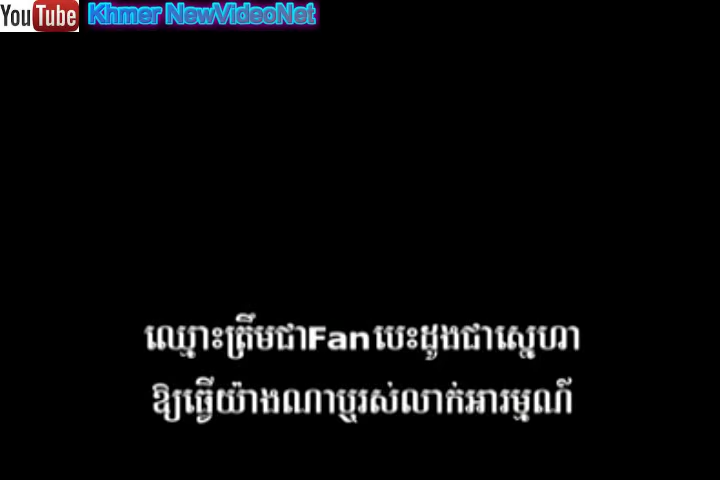 YouTube Khmer NewVideoNet
ឈ្មោះត្រឹមជាFanបេះដូងជាស្នេហា
ឱ្យធ្វើយ៉ាងណាឬរស់លាក់អារម្មណ៍